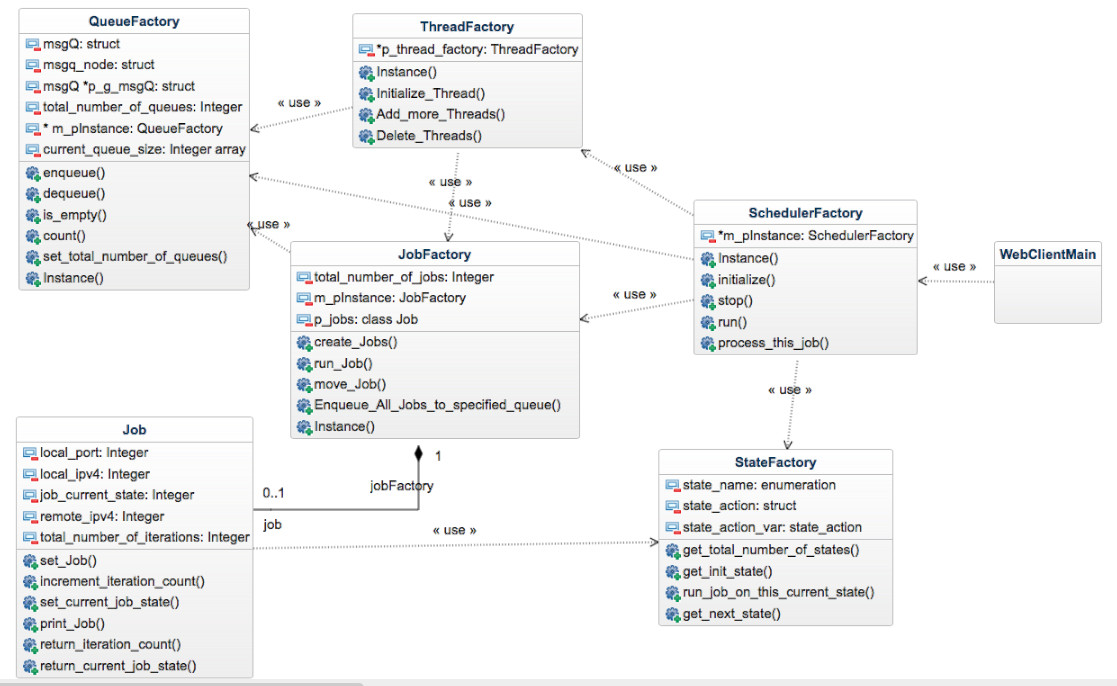 QueueFactory
msgQ: struct
msgq_node: struct
msgQ *p_g_msgQ: struct
total_number_of_queues: Integer
* m_pInstance: QueueFactory
current_queue_size: Integer array
enqueue()
dequeue()
is_empty()
count()
set_total_number_of_queues()
Instance()
« use »
ThreadFactory
*p_thread_factory: ThreadFactory
Instance()
Initialize_Thread()
Add_more_Threads()
Delete_Threads()
« use »
« use »
« use »
« use »
SchedulerFactory
*m_pInstance: SchedulerFactory
Instance()
initialize()
stop()
run()
process_this_job()
« use »
WebClientMain
JobFactory
total_number_of_jobs: Integer
m_pInstance: JobFactory
p_jobs: class Job
create_Jobs()
run_Job()
move_Job()
Enqueue_All_Jobs_to_specified_queue()
Instance()
« use »
« use »
1
jobFactory
0..1
job
Job
local_port: Integer
local_ipv4: Integer
job_current_state: Integer
remote_ipv4: Integer
total_number_of_iterations: Integer
set_Job()
increment_iteration_count()
set_current_job_state()
print_Job()
return_iteration_count()
return_current_job_state()
« use »
StateFactory
state_name: enumeration
state_action: struct
state_action_var: state_action
get_total_number_of_states()
get_init_state()
run_job_on_this_current_state()
get_next_state()